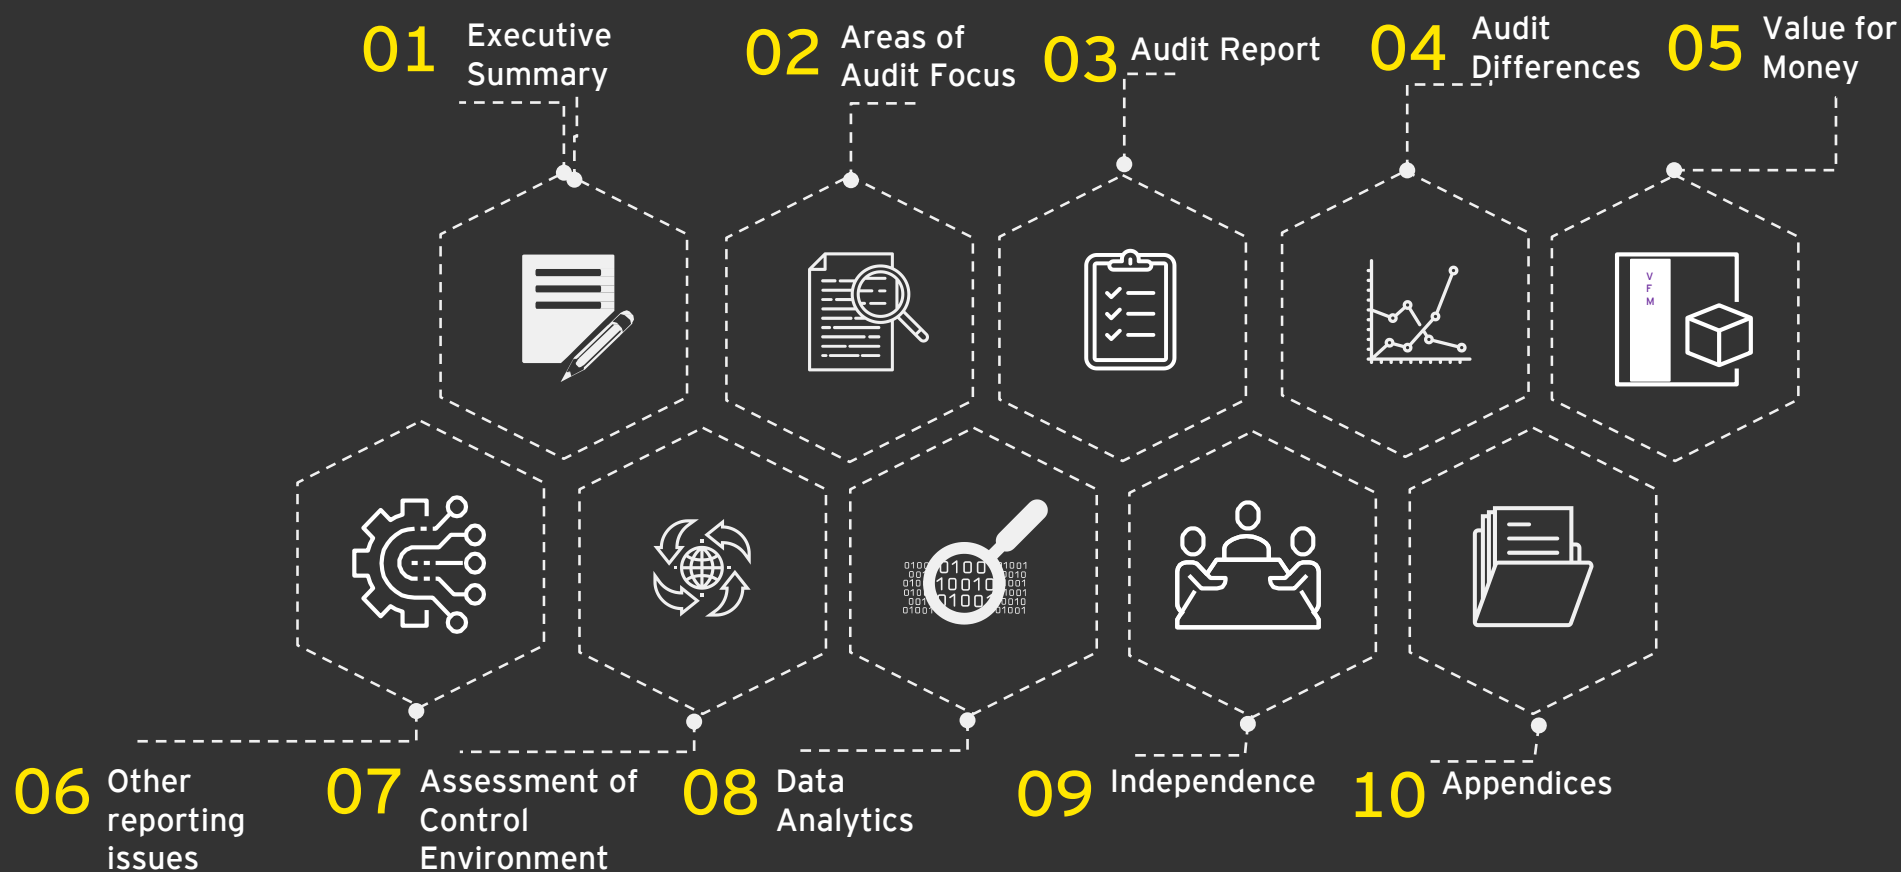 01
Executive
Summary
02
Areas of
Audit Focus
03
Audit Report
04
Audit
Differences
05
Value for
Money
V
F
M
06
Other
reporting
issues
07
Assessment of
Control
Environment
08
Data
Analytics
09
Independence
10
Appendices